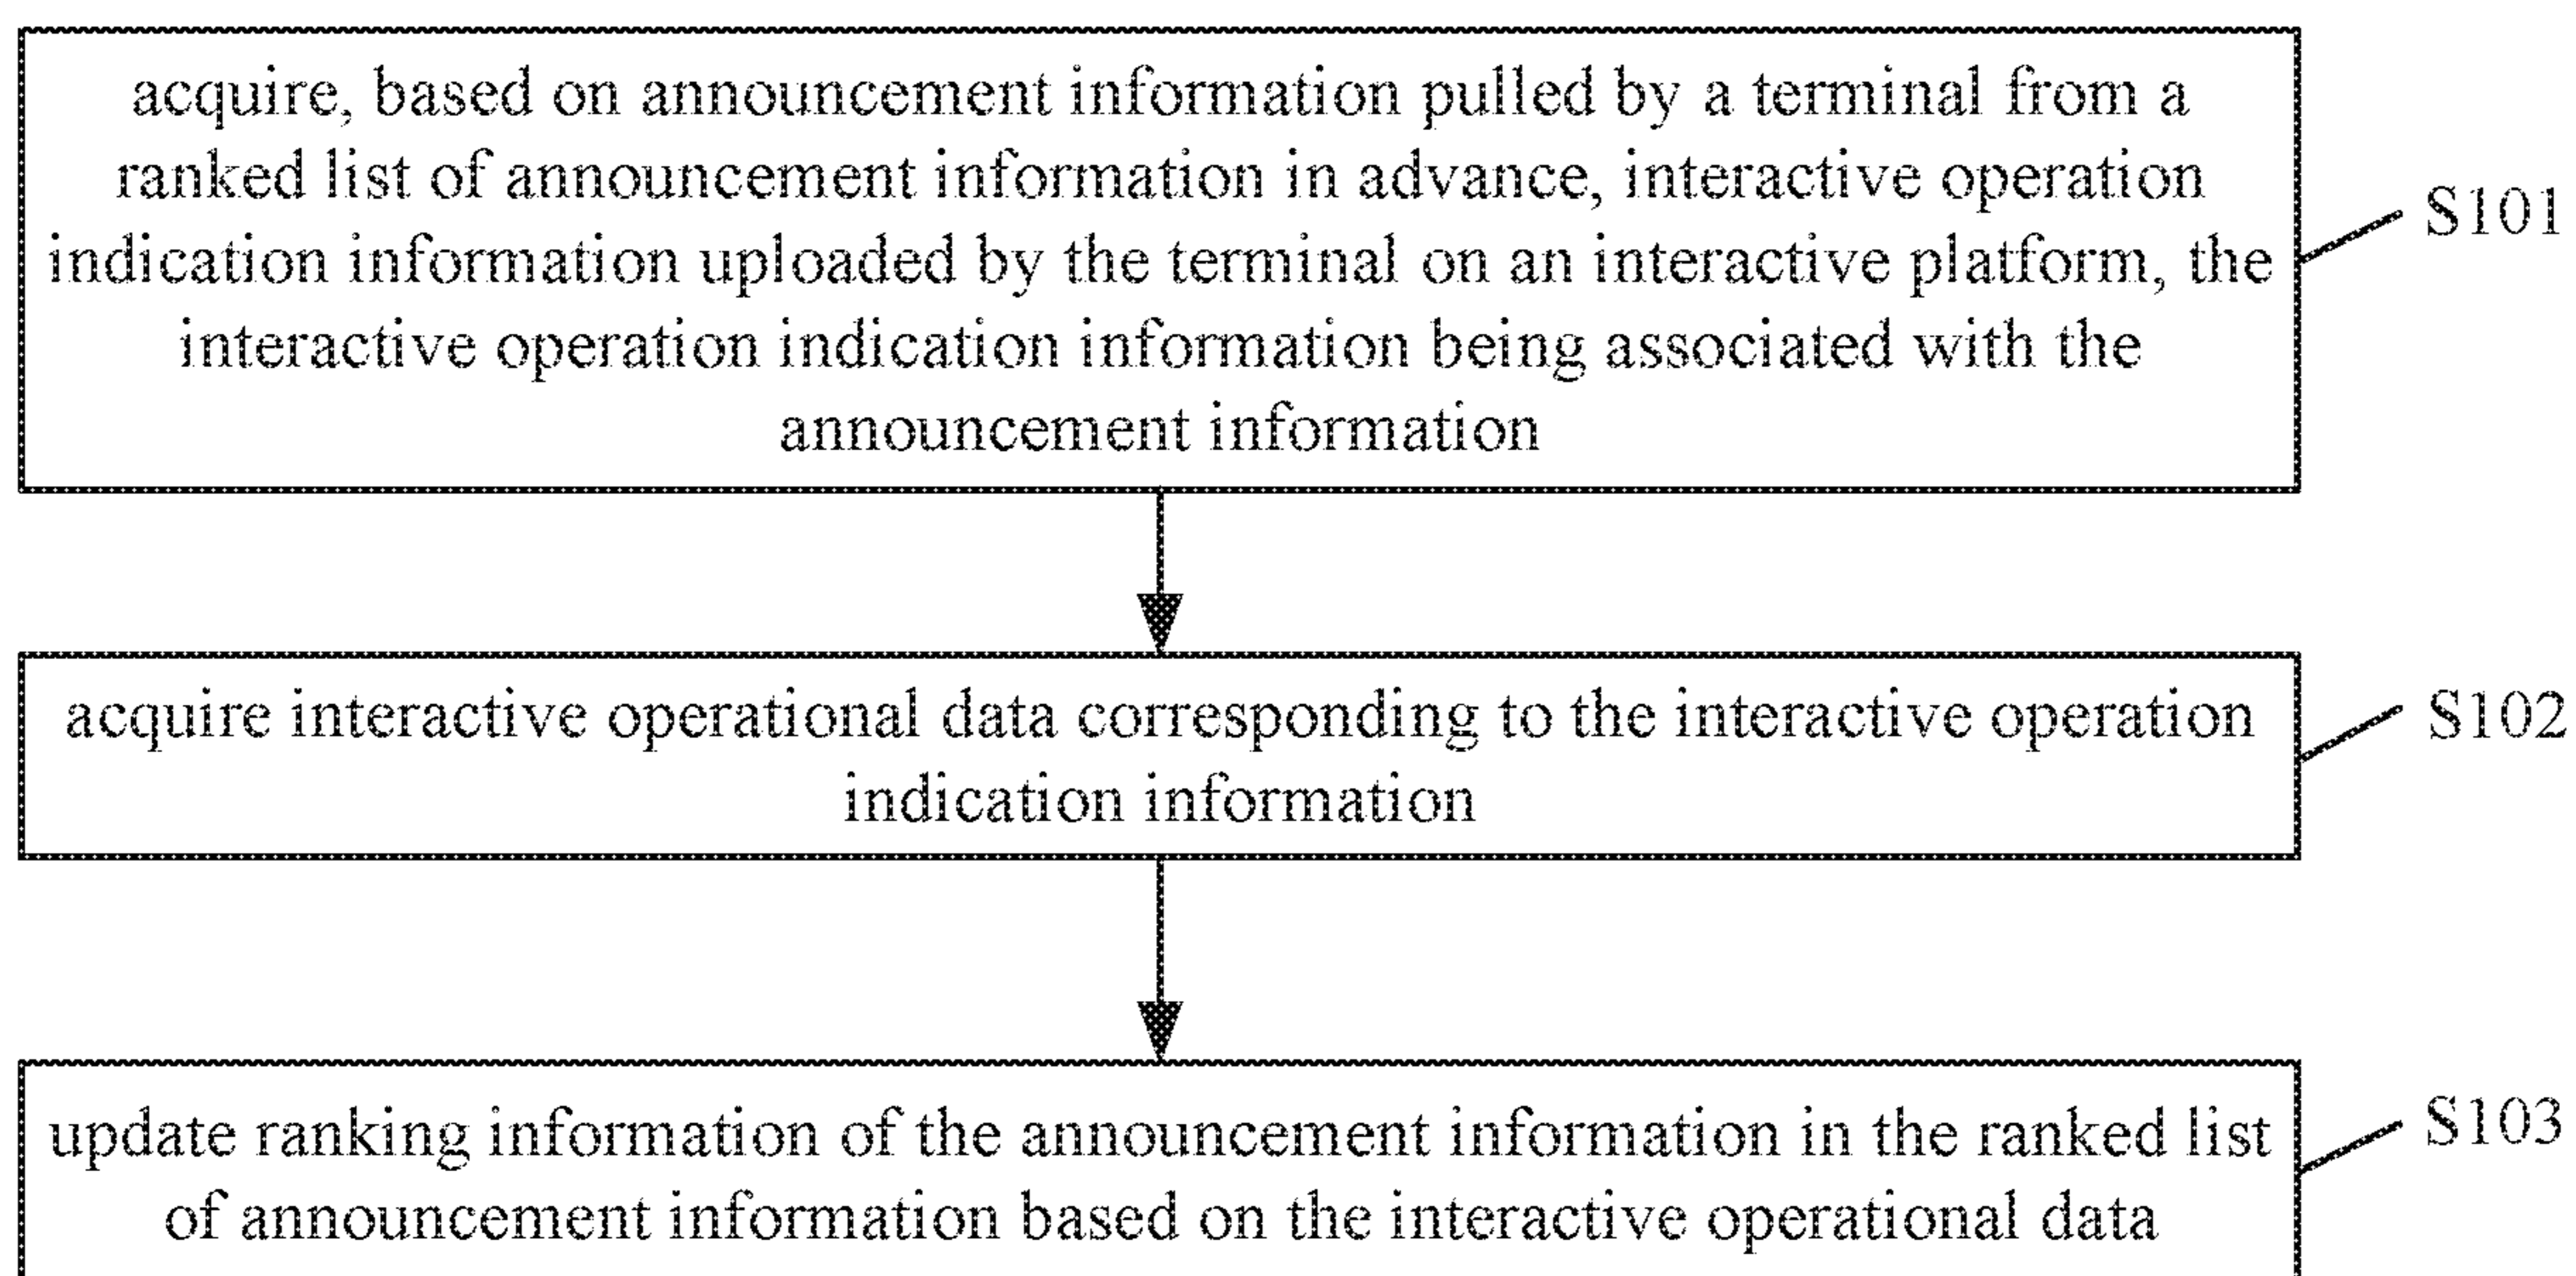 acquire, based on announcement information pulled by a terminal from a
ranked list of announcement information in advance, interactive operation
indication information uploaded by the terminal on an interactive platform, the
interactive operation indication information being associated with the
announcement information
S101
acquire interactive operational data corresponding to the interactive operation
indication information
S102
update ranking information of the announcement information in the ranked list
of announcement information based on the interactive operational data
S103